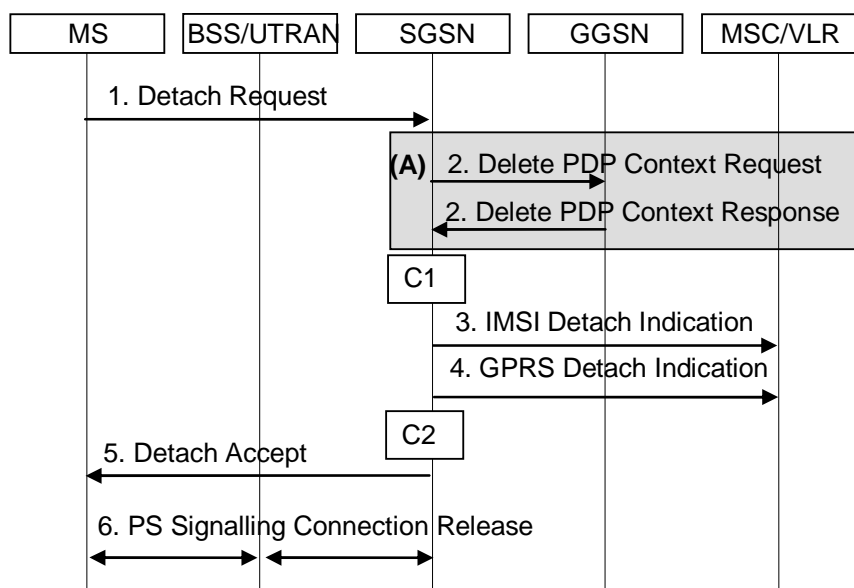 MS
BSS/UTRAN
SGSN
GGSN
MSC/VLR
1. Detach Request
(A)
2. Delete PDP Context Request
2. Delete PDP Context Response
C1
3. IMSI Detach Indication
4. GPRS Detach Indication
C2
5. Detach Accept
6. PS Signalling Connection Release